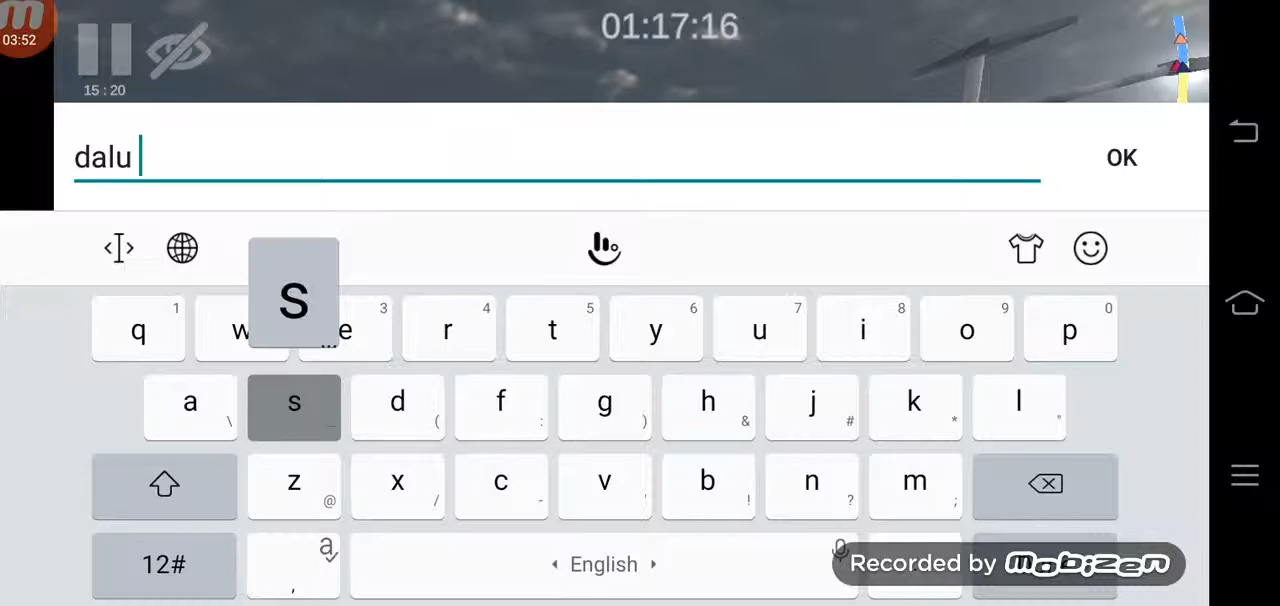 m
03:52
01:17:16
15 : 20
dalu
OK
s
1 3 4 5 6 7 8 9 0
q w e r t y u i o p
a s d f g h j k l
\ _ ( : ) & # * "
z x c v b n m
@ / - ' ! ? ;
12# a , English
Recorded by mobizen